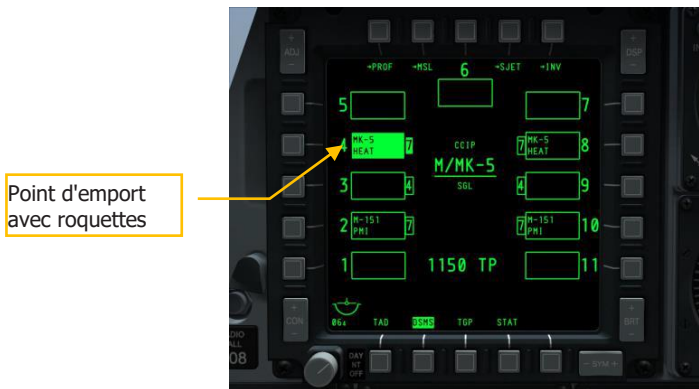 Point d'emport
avec roquettes
ADJ
DSP
→PROF →MSL 6 →SJET →INV
5 7
4 MK-5 HEAT 7 CCIP 7 MK-5 HEAT 8
M/MK-5
3 4 SGL 4 9
2 M-151 PMI 7 7 M-151 PMI 10
1 1150 TP 11
TAD DSMS TGP STAT
CON
BRT
ALL
08
DAY
NT
OFF
- SYM +